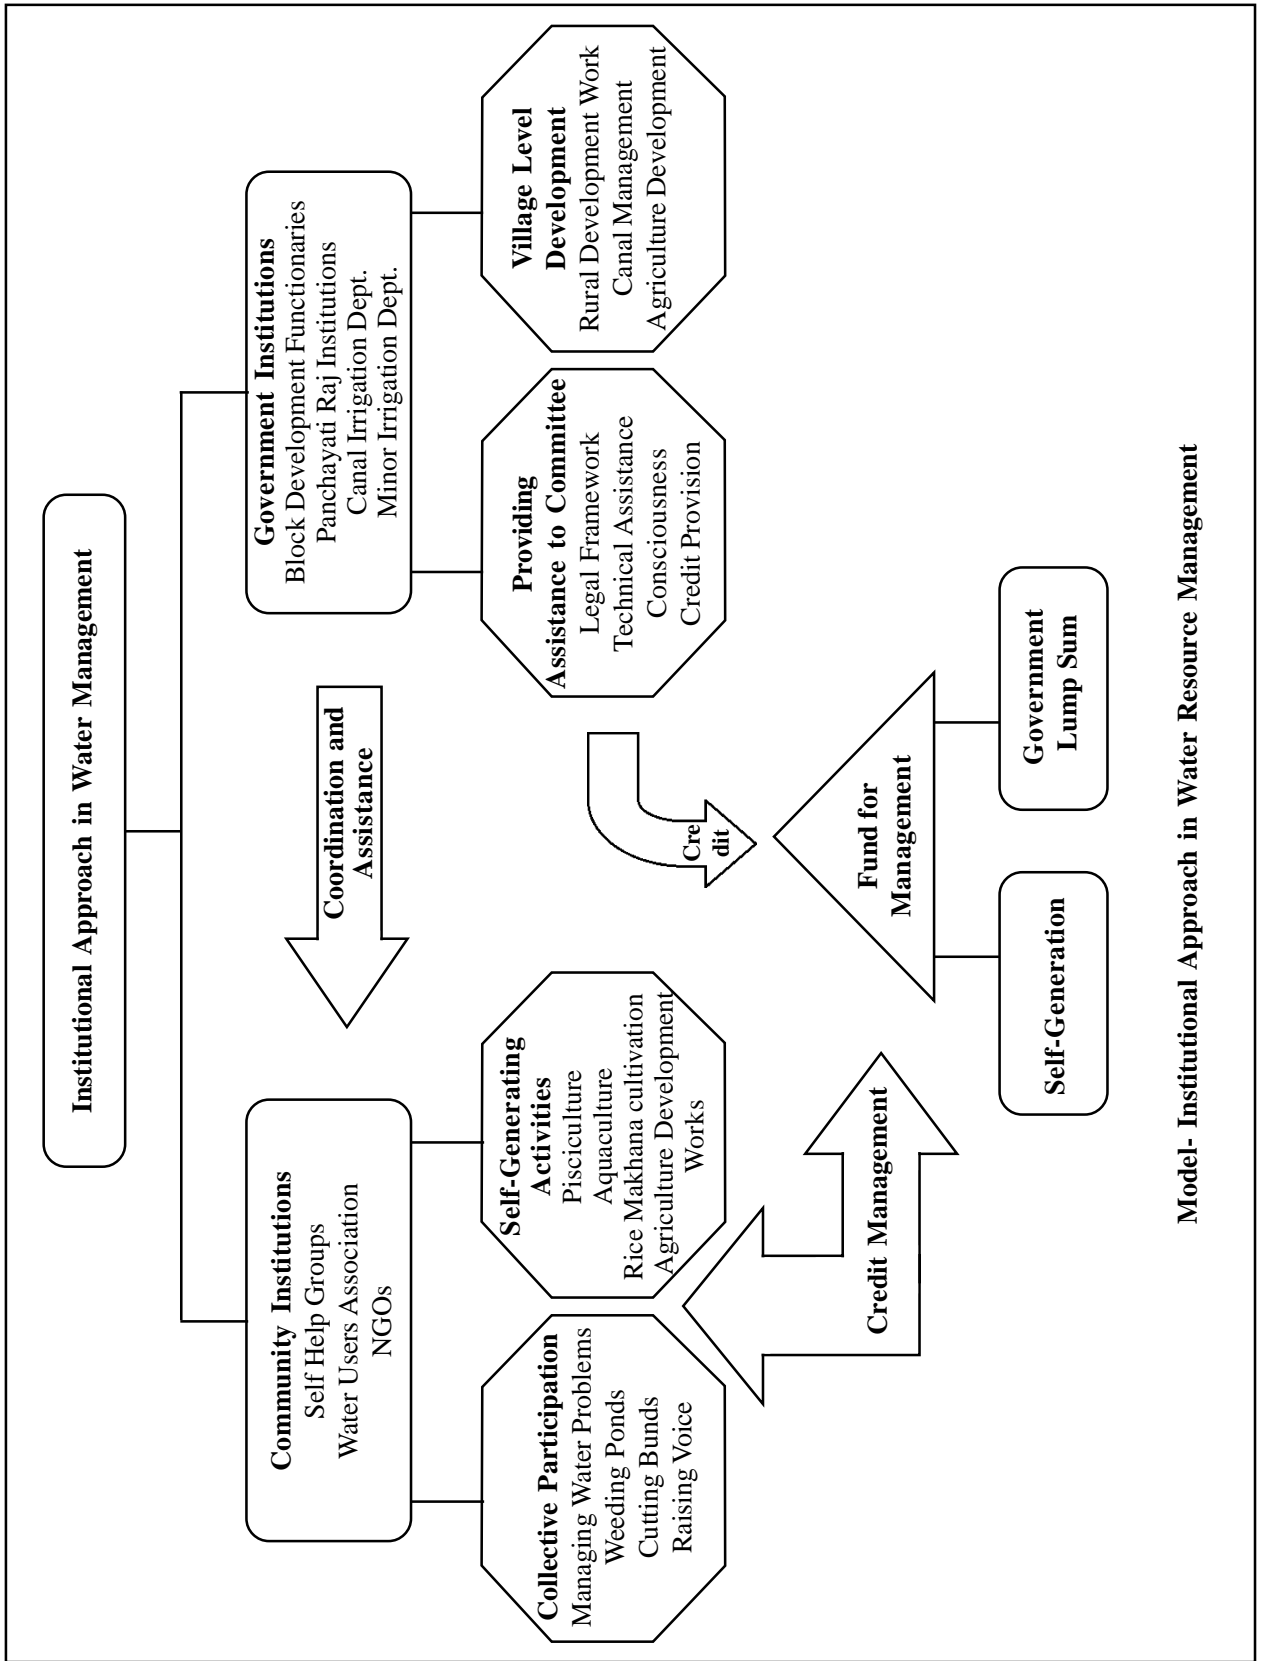 Institutional Approach in Water Management
Community Institutions
Self Help Groups
Water Users Association
NGOs
Coordination and
Assistance
Government Institutions
Block Development Functionaries
Panchayati Raj Institutions
Canal Irrigation Dept.
Minor Irrigation Dept.
Collective Participation
Managing Water Problems
Weeding Ponds
Cutting Bunds
Raising Voice
Self-Generating
Activities
Pisciculture
Aquaculture
Rice Makhana cultivation
Agriculture Development
Works
Providing
Assistance to Committee
Legal Framework
Technical Assistance
Consciousness
Credit Provision
Village Level
Development
Rural Development Work
Canal Management
Agriculture Development
Cre
dit
Credit Management
Fund for
Management
Self-Generation
Government
Lump Sum
Model- Institutional Approach in Water Resource Management